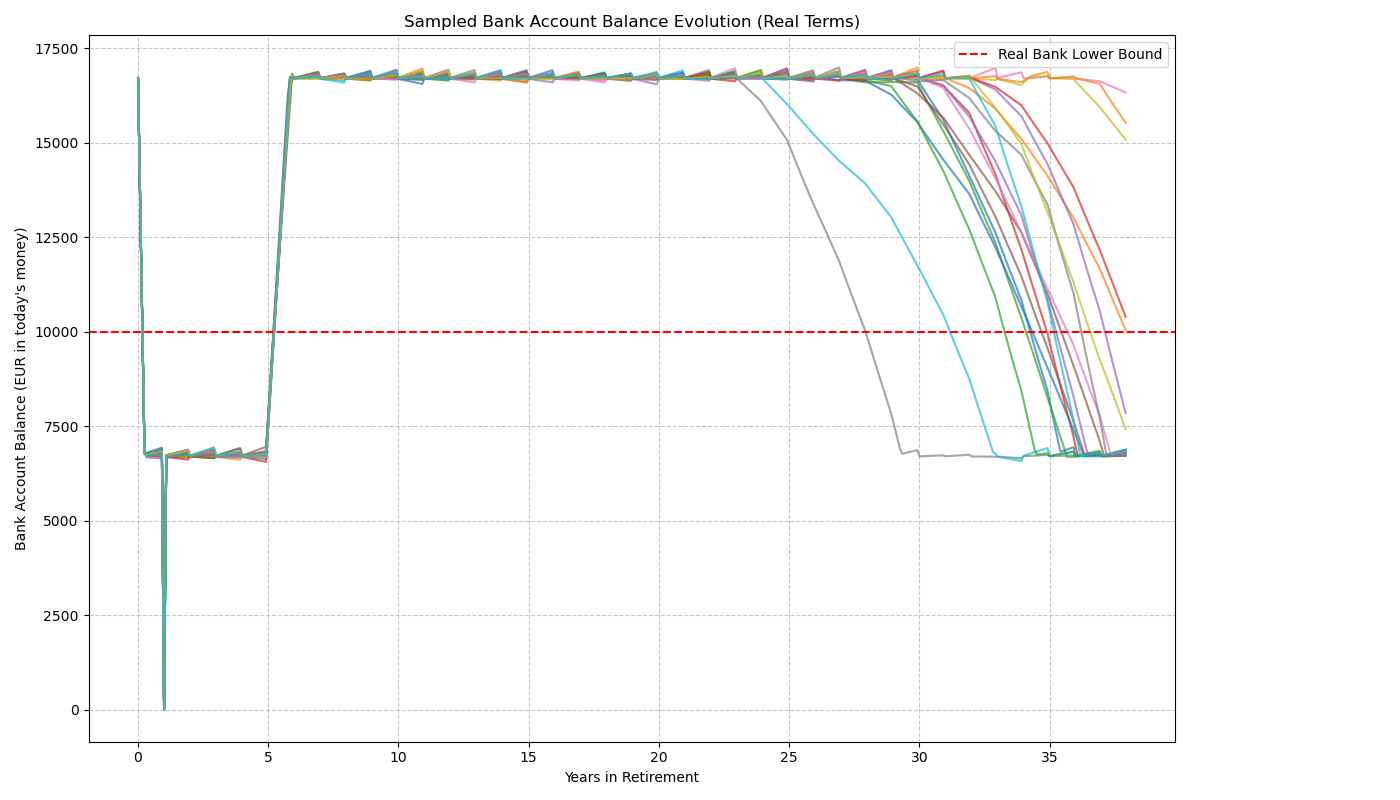 Sampled Bank Account Balance Evolution (Real Terms)
Real Bank Lower Bound
Bank Account Balance (EUR in today's money)
17500
15000
12500
10000
7500
5000
2500
0
0 5 10 15 20 25 30 35
Years in Retirement